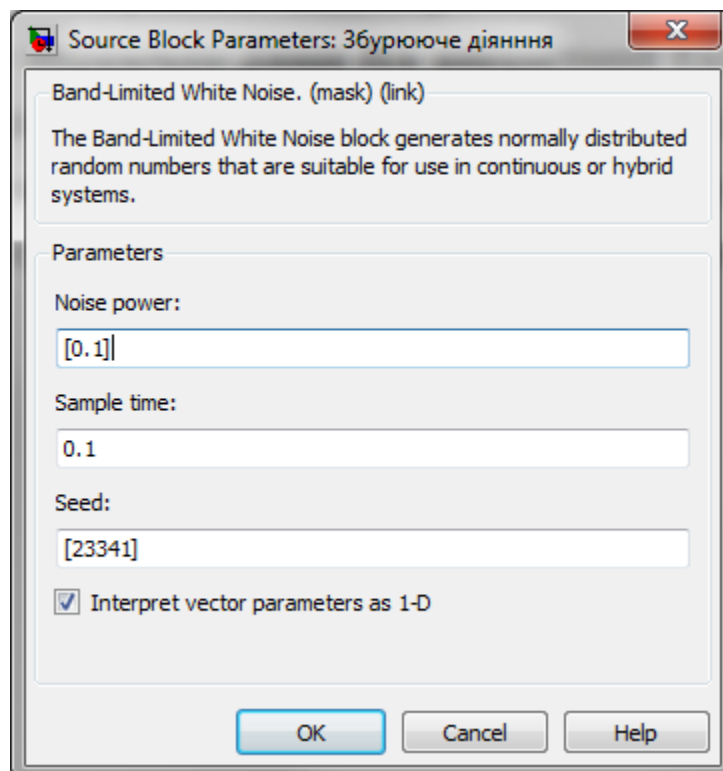 Source Block Parameters: Збурююче діянння
Band-Limited White Noise. (mask) (link)
The Band-Limited White Noise block generates normally distributed
random numbers that are suitable for use in continuous or hybrid
systems.
Parameters
Noise power:
[0.1]
Sample time:
0.1
Seed:
[23341]
Interpret vector parameters as 1-D
OK Cancel Help